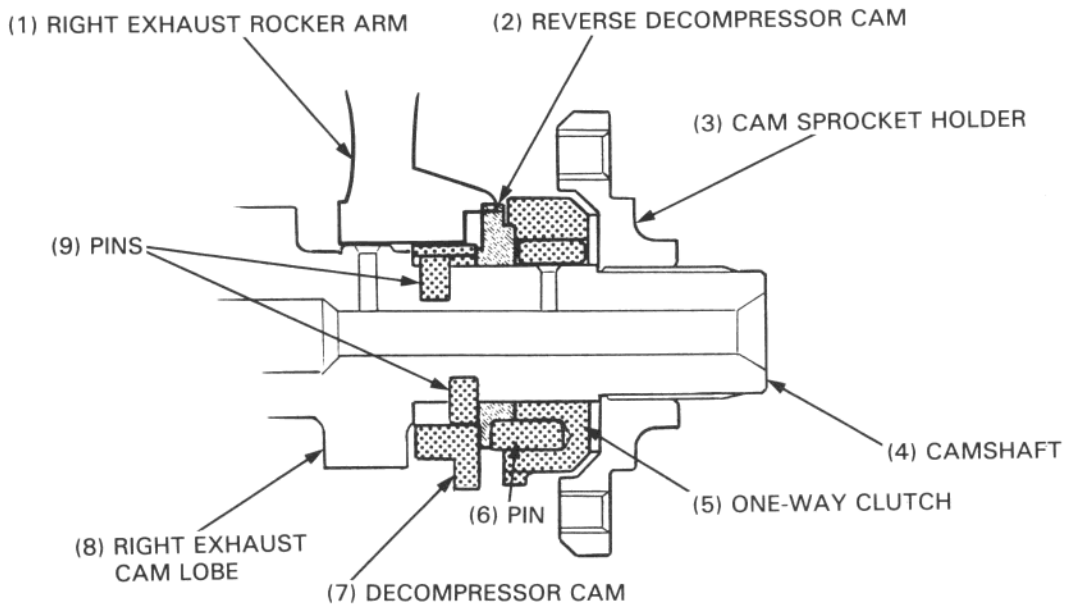 (1) RIGHT EXHAUST ROCKER ARM
(2) REVERSE DECOMPRESSOR CAM
(3) CAM SPROCKET HOLDER
(9) PINS
(4) CAMSHAFT
(5) ONE-WAY CLUTCH
(6) PIN
(8) RIGHT EXHAUST
CAM LOBE
(7) DECOMPRESSOR CAM